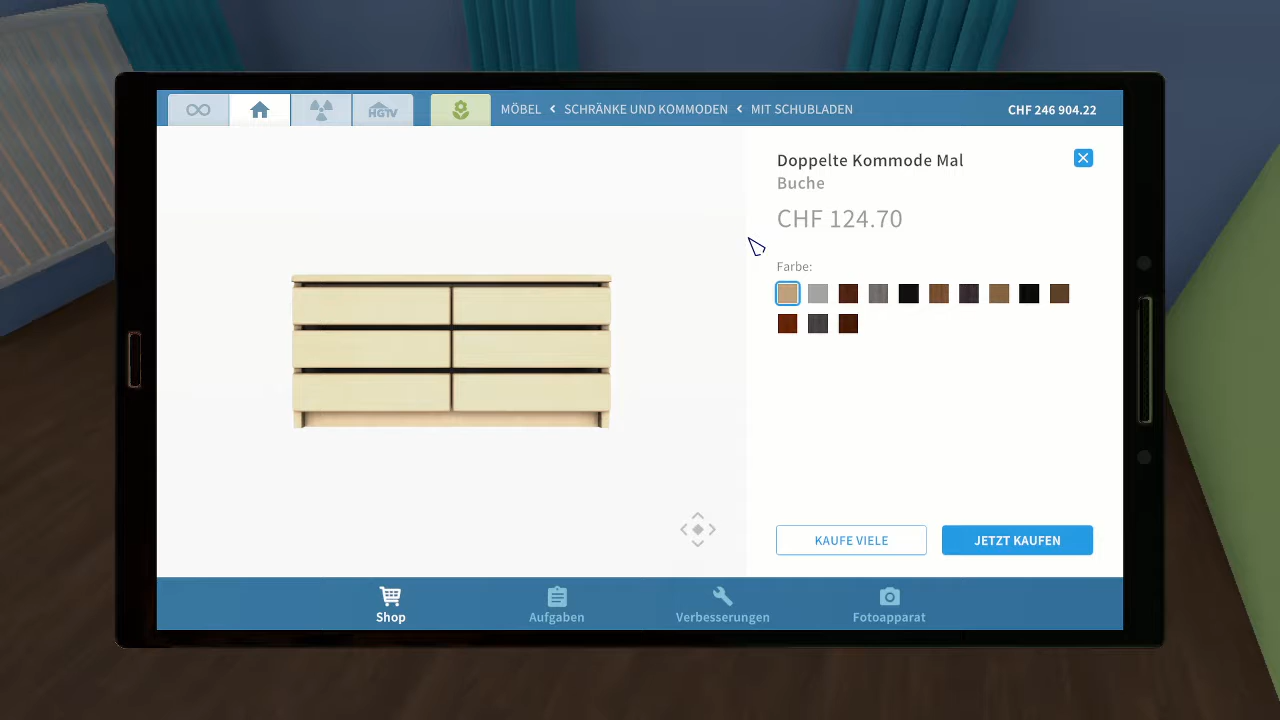 HGTV
MÖBEL < SCHRÄNKE UND KOMMODEN < MIT SCHUBLADEN
CHF 246 904.22
Doppelte Kommode Mal
Buche
CHF 124.70
Farbe:
KAUFE VIELE
JETZT KAUFEN
Shop
Aufgaben
Verbesserungen
Fotoapparat